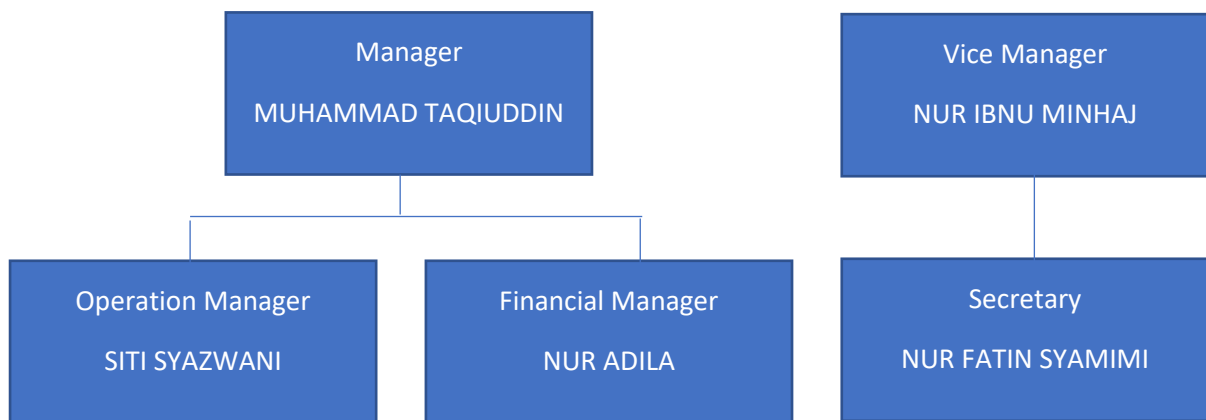 Manager
MUHAMMAD TAQIUDDIN
Vice Manager
NUR IBNU MINHAJ
Operation Manager
SITI SYAZWANI
Financial Manager
NUR ADILA
Secretary
NUR FATIN SYAMIMI